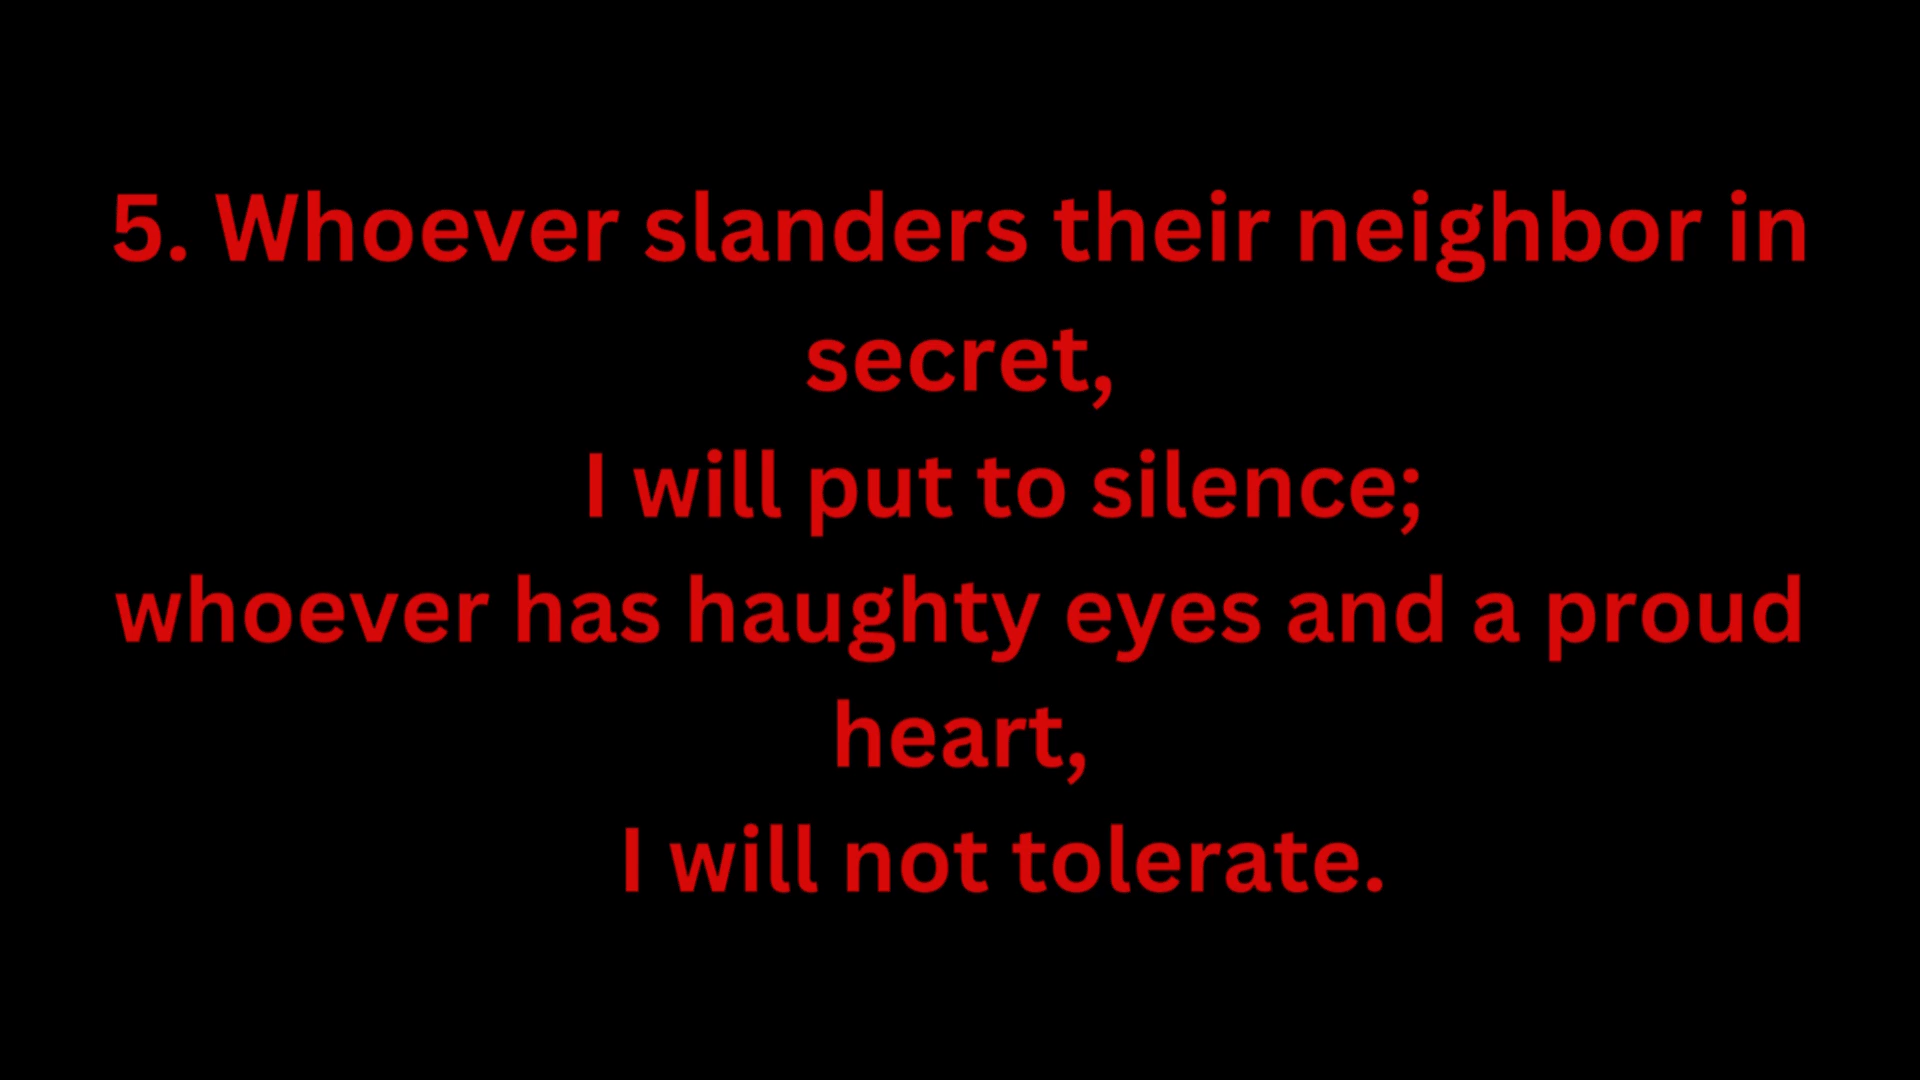 5. Whoever slanders their neighbor in
secret,
I will put to silence;
whoever has haughty eyes and a proud
heart,
I will not tolerate.